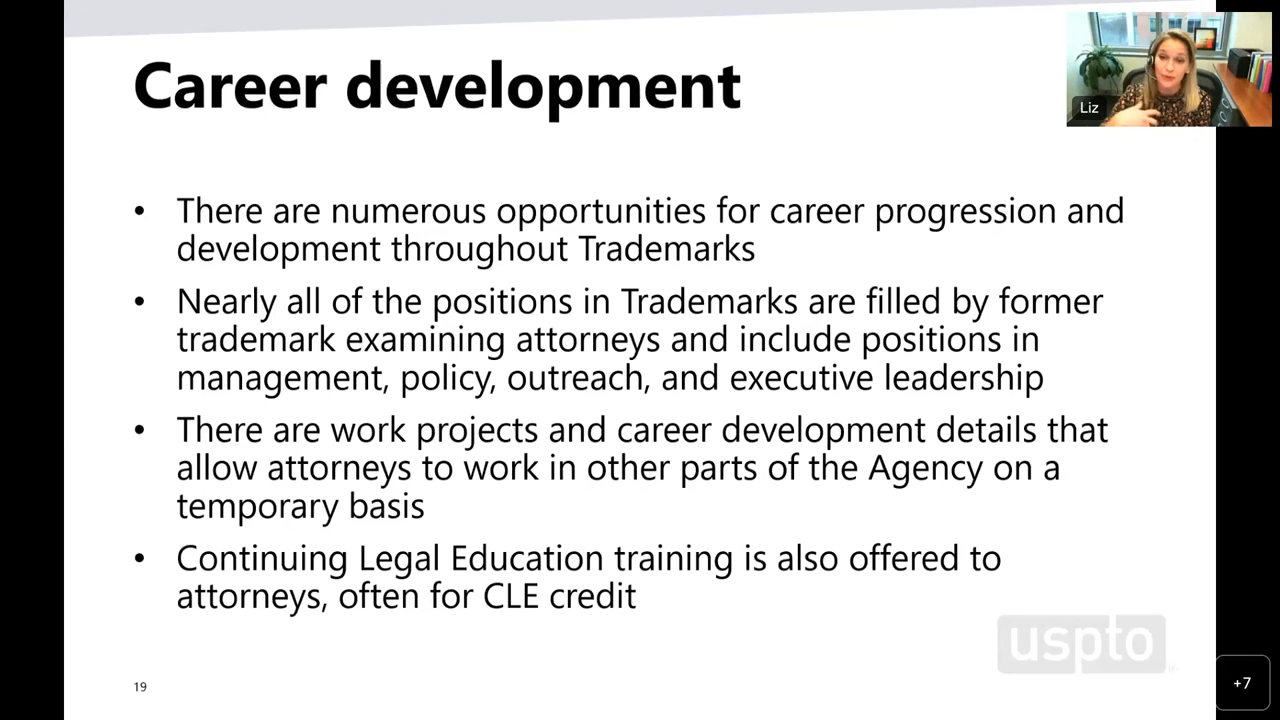 Career development
Liz
• There are numerous opportunities for career progression and
development throughout Trademarks
• Nearly all of the positions in Trademarks are filled by former
trademark examining attorneys and include positions in
management, policy, outreach, and executive leadership
• There are work projects and career development details that
allow attorneys to work in other parts of the Agency on a
temporary basis
• Continuing Legal Education training is also offered to
attorneys, often for CLE credit
uspto
19
+7